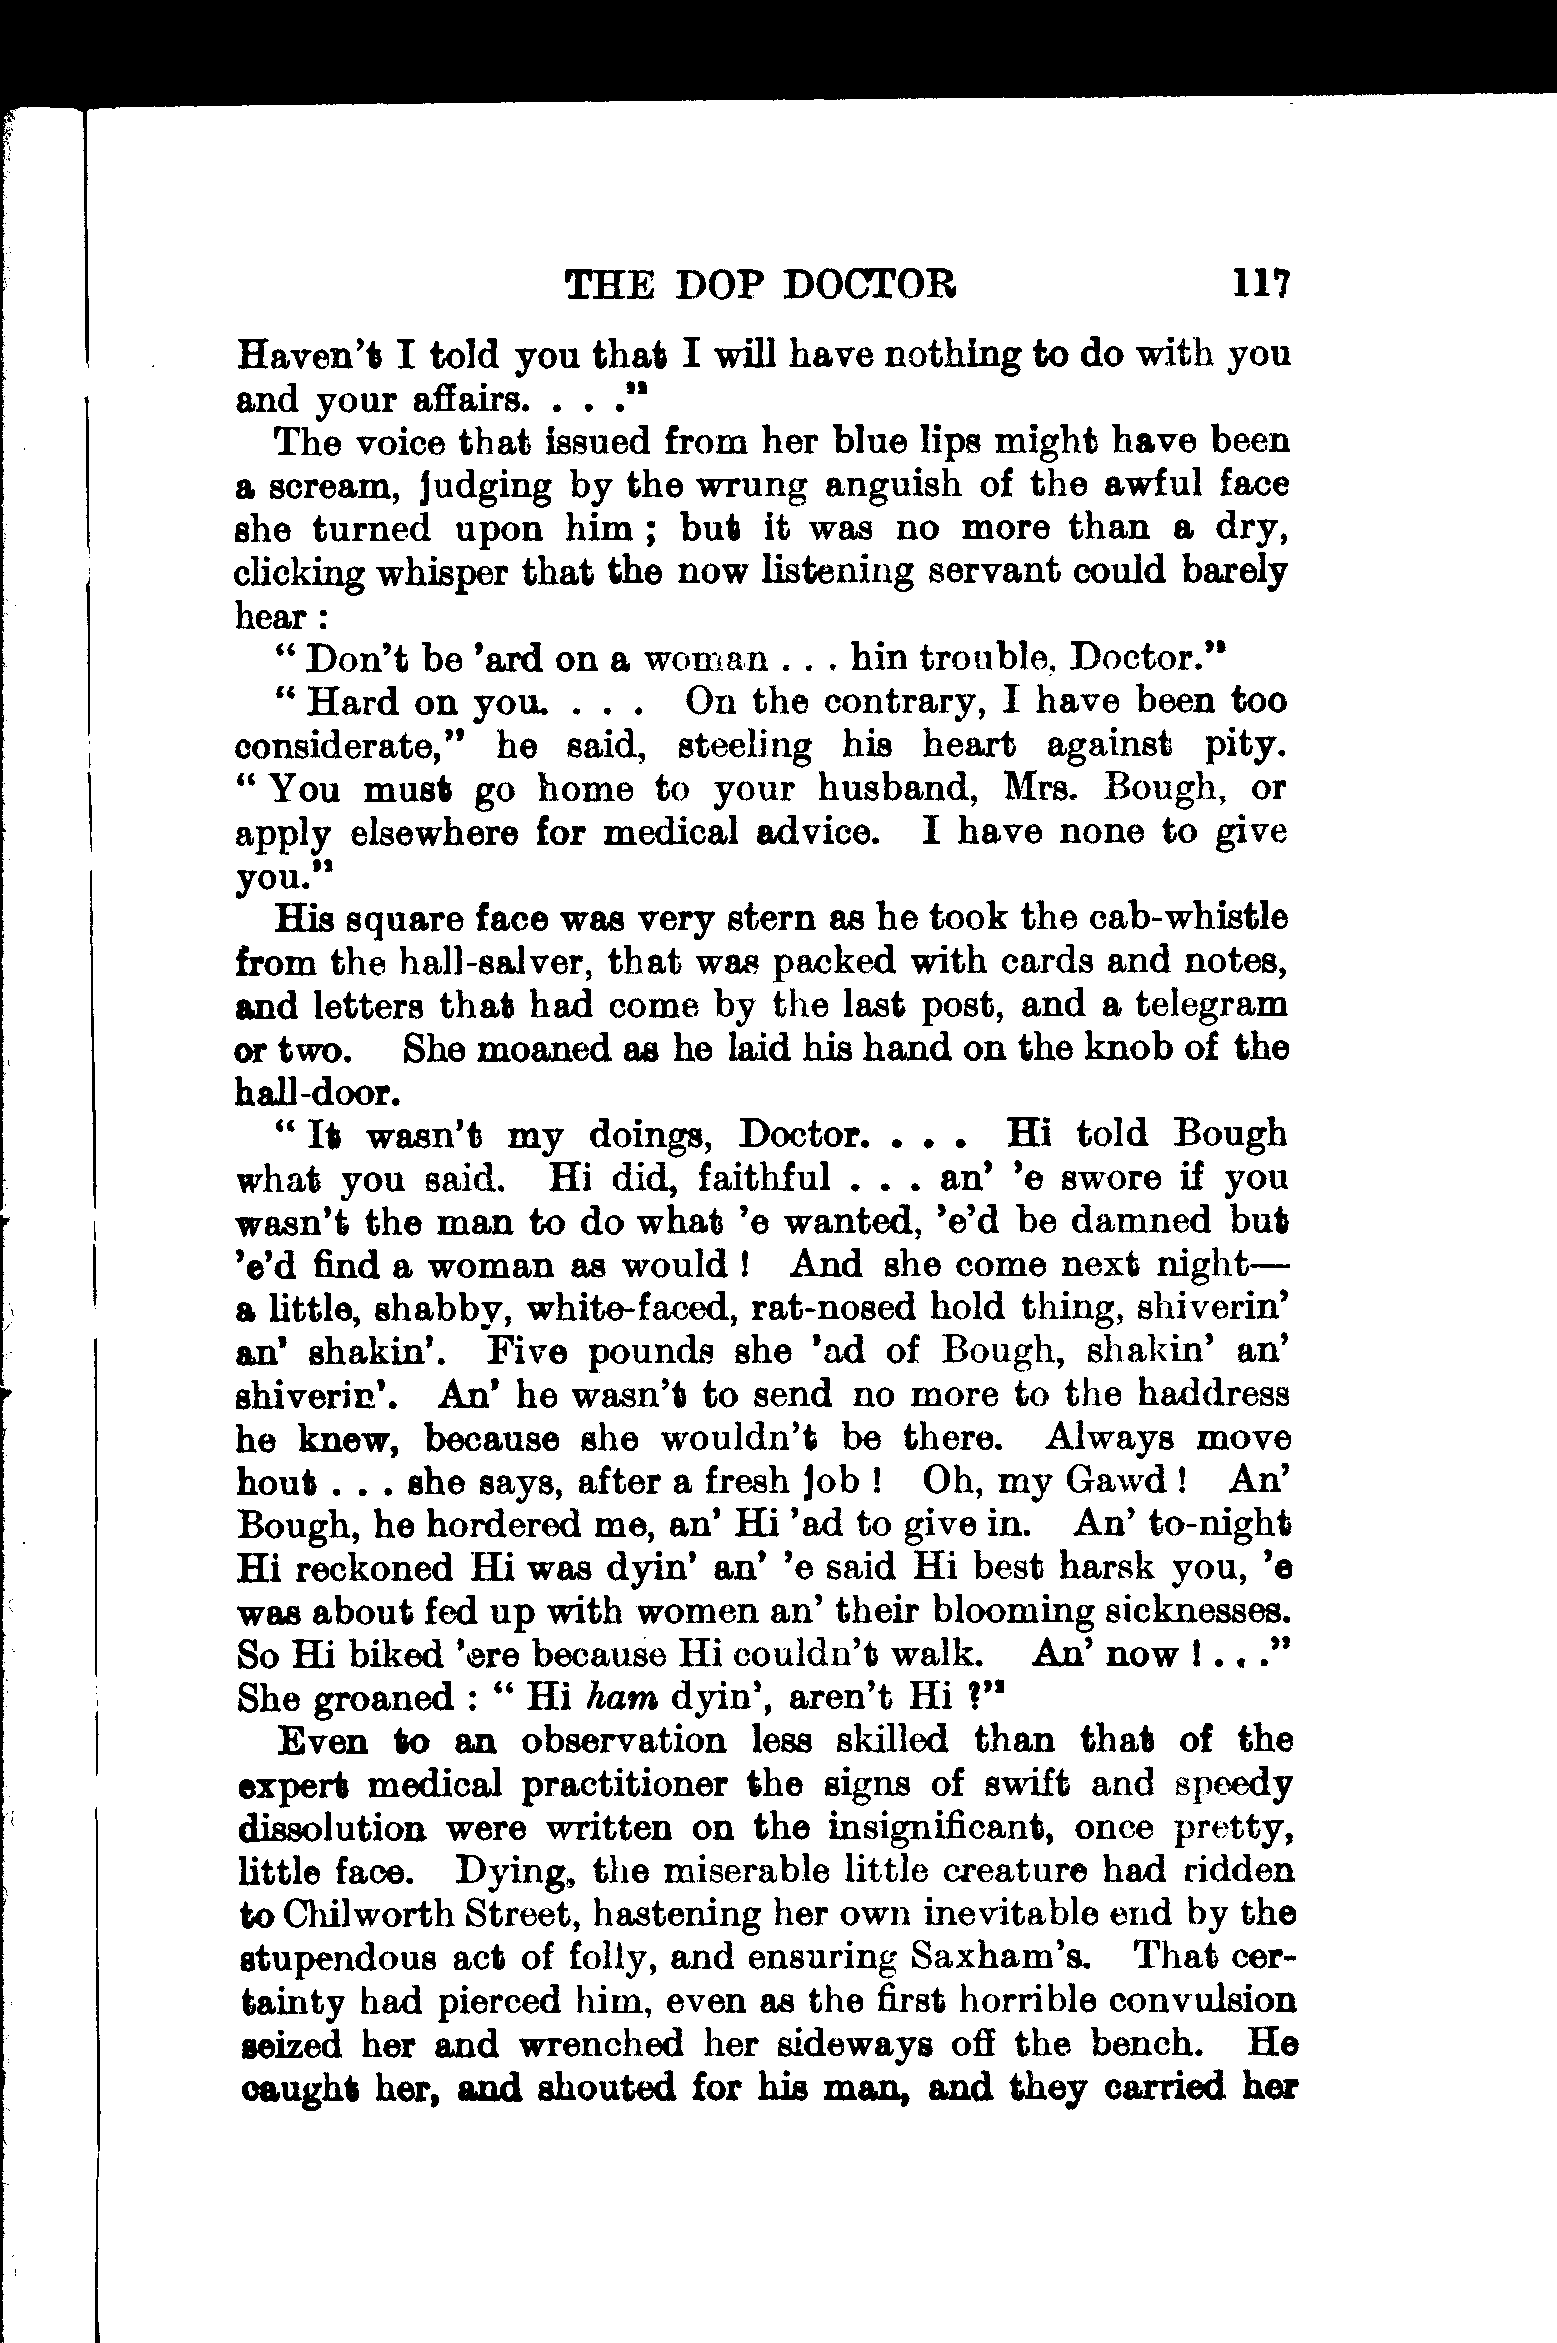 THE DOP DOCTOR 117
Haven't I told you that I will have nothing to do with you
and your affairs. . . ."
The voice that issued from her blue lips might have been
a scream, judging by the wrung anguish of the awful face
she turned upon him ; but it was no more than a dry,
clicking whisper that the now listening servant could barely
hear :
" Don't be 'ard on a woman . . . hin trouble, Doctor."
" Hard on you. . . . On the contrary, I have been too
considerate," he said, steeling his heart against pity.
" You must go home to your husband, Mrs. Bough, or
apply elsewhere for medical advice. I have none to give
you."
His square face was very stern as he took the cab-whistle
from the hall-salver, that was packed with cards and notes,
and letters that had come by the last post, and a telegram
or two. She moaned as he laid his hand on the knob of the
hall-door.
" It wasn't my doings, Doctor. . . . Hi told Bough
what you said. Hi did, faithful . . . an' 'e swore if you
wasn't the man to do what 'e wanted, 'e'd be damned but
'e'd find a woman as would ! And she come next night—
a little, shabby, white-faced, rat-nosed hold thing, shiverin'
an' shakin'. Five pounds she 'ad of Bough, shakin' an'
shiverin'. An' he wasn't to send no more to the haddress
he knew, because she wouldn't be there. Always move
hout . . . she says, after a fresh job ! Oh, my Gawd ! An'
Bough, he hordered me, an' Hi 'ad to give in. An' to-night
Hi reckoned Hi was dyin' an' 'e said Hi best harsk you, 'e
was about fed up with women an' their blooming sicknesses.
So Hi biked 'ere because Hi couldn't walk. An' now ! . . ."
She groaned : " Hi ham dyin', aren't Hi ?"
Even to an observation less skilled than that of the
expert medical practitioner the signs of swift and speedy
dissolution were written on the insignificant, once pretty,
little face. Dying, the miserable little creature had ridden
to Chilworth Street, hastening her own inevitable end by the
stupendous act of folly, and ensuring Saxham's. That cer-
tainty had pierced him, even as the first horrible convulsion
seized her and wrenched her sideways off the bench. He
caught her, and shouted for his man, and they carried her